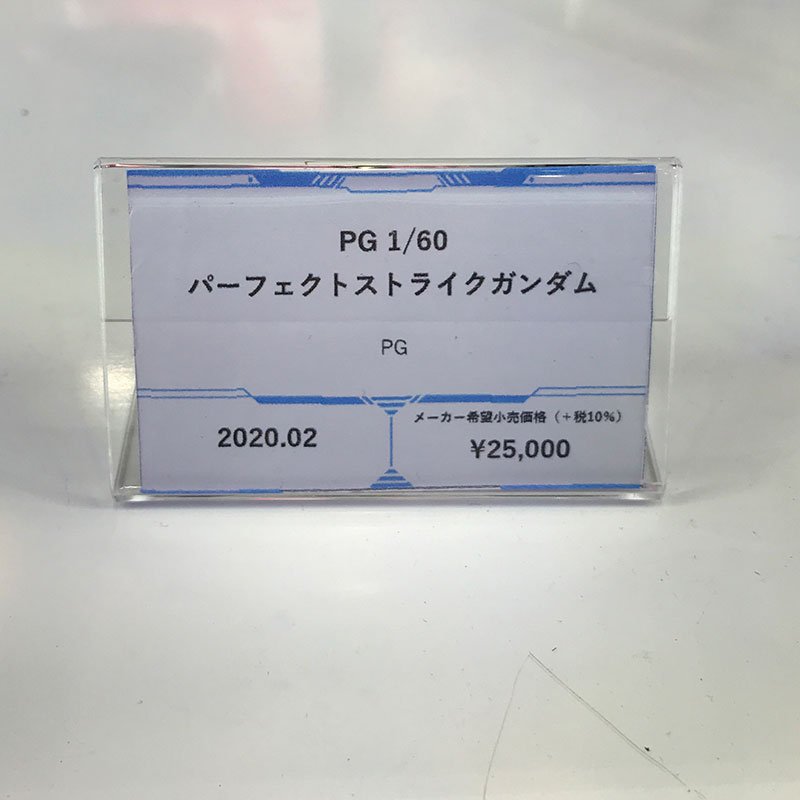 PG 1/60
パーフェクトストライクガンダム
PG
2020.02
メーカー希望小売価格（＋税10%）
¥25,000